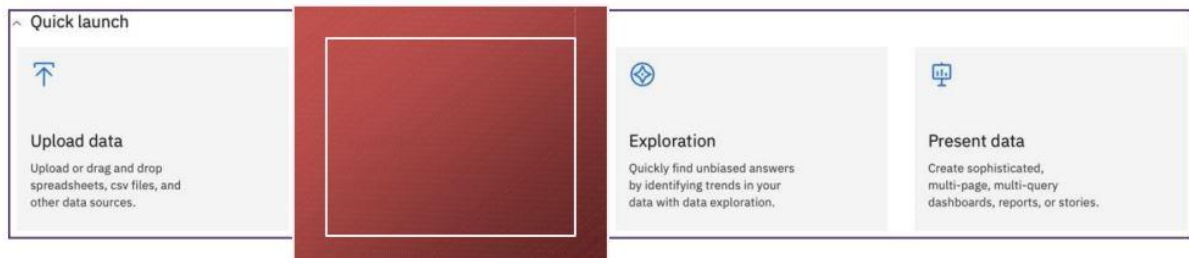 Quick launch
Upload data
Upload or drag and drop
spreadsheets, csv files, and
other data sources.
Exploration
Quickly find unbiased answers
by identifying trends in your
data with data exploration.
Present data
Create sophisticated,
multi-page, multi-query
dashboards, reports, or stories.